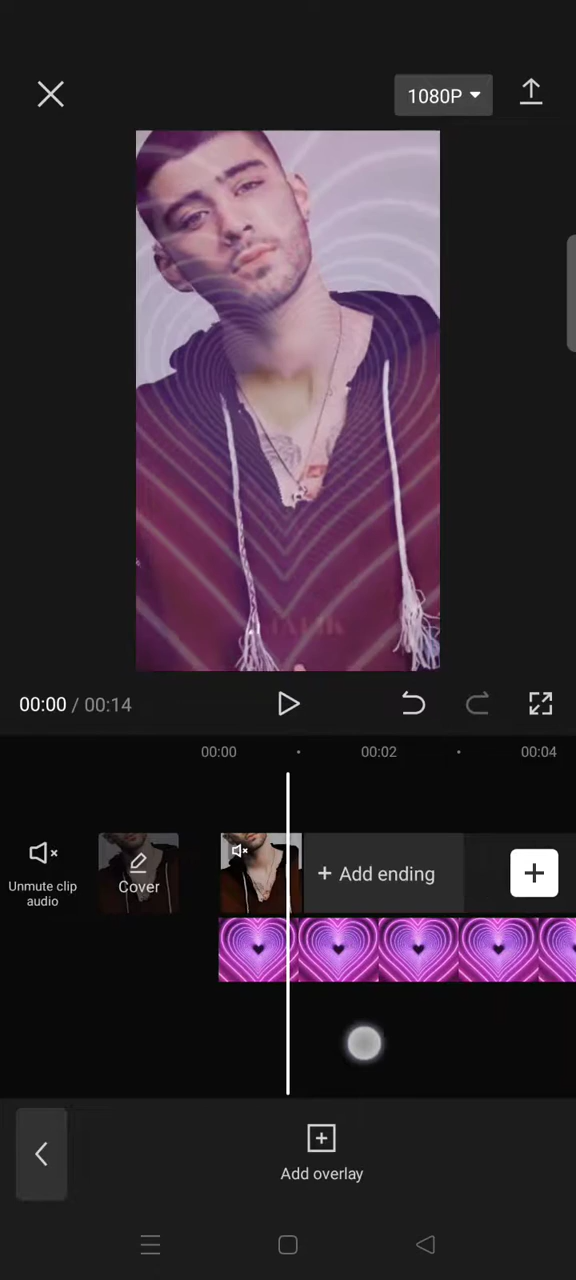 1080P
00:00 / 00:14
00:00
00:02
00:04
Unmute clip
audio
Cover
+ Add ending
Add overlay